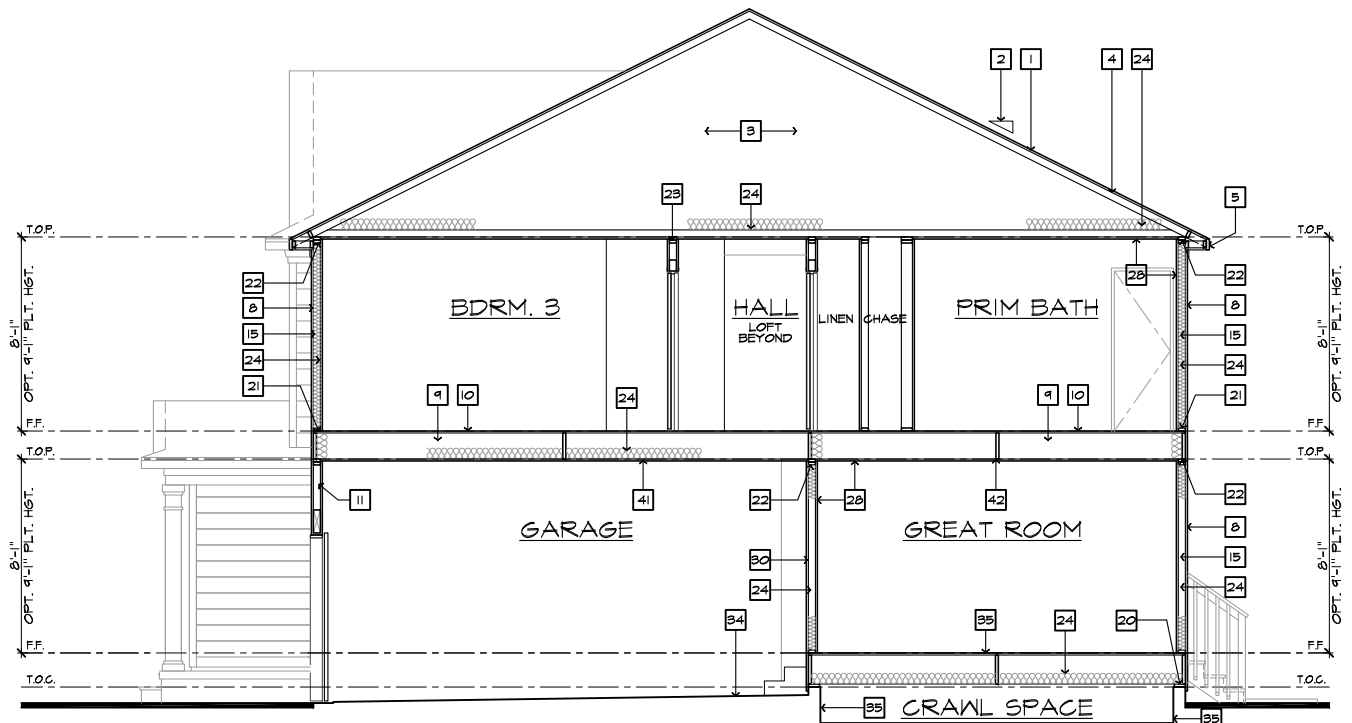 2
1
4
24
3
23
24
24
5
T.O.P.
T.O.P.
22
28
22
8
BDRM. 3
HALL
LOFT
BEYOND
LINEN
CHASE
PRIM BATH
8
15
15
24
24
21
21
8'-1"
OPT. 9'-1" PLT. HGT.
8'-1"
OPT. 9'-1" PLT. HGT.
9
10
24
9
10
F.F.
F.F.
T.O.P.
T.O.P.
11
41
22
28
42
22
GARAGE
GREAT ROOM
8
30
15
24
24
8'-1"
OPT. 9'-1" PLT. HGT.
8'-1"
OPT. 9'-1" PLT. HGT.
34
35
24
20
F.F.
F.F.
T.O.C.
T.O.C.
35
CRAWL SPACE
35